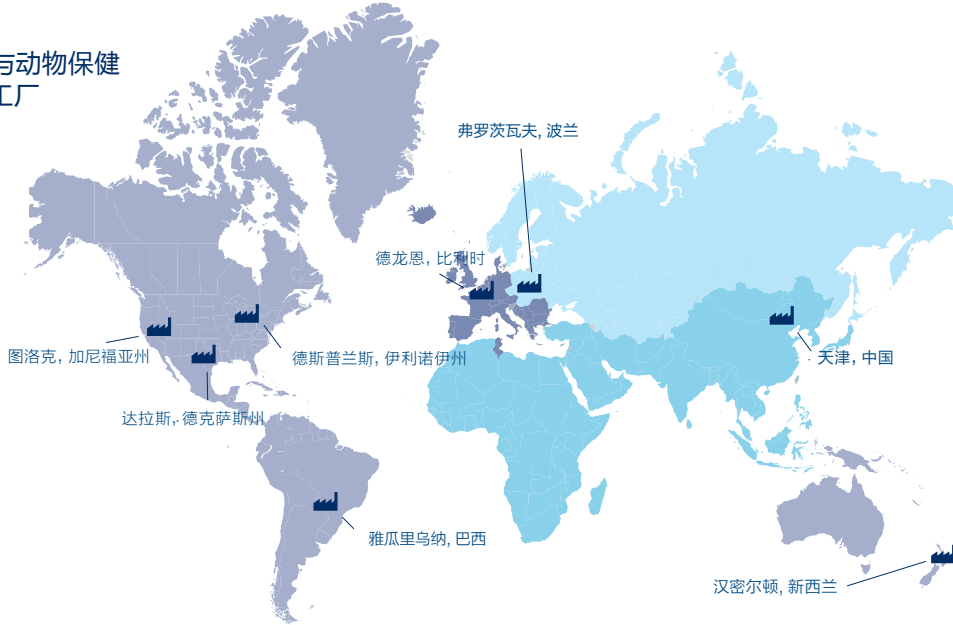 与动物保健
工厂
弗罗茨瓦夫, 波兰
德龙恩, 比利时
图洛克, 加尼福亚州
德斯普兰斯, 伊利诺伊州
天津, 中国
达拉斯, 德克萨斯州
雅瓜里乌纳, 巴西
汉密尔顿, 新西兰